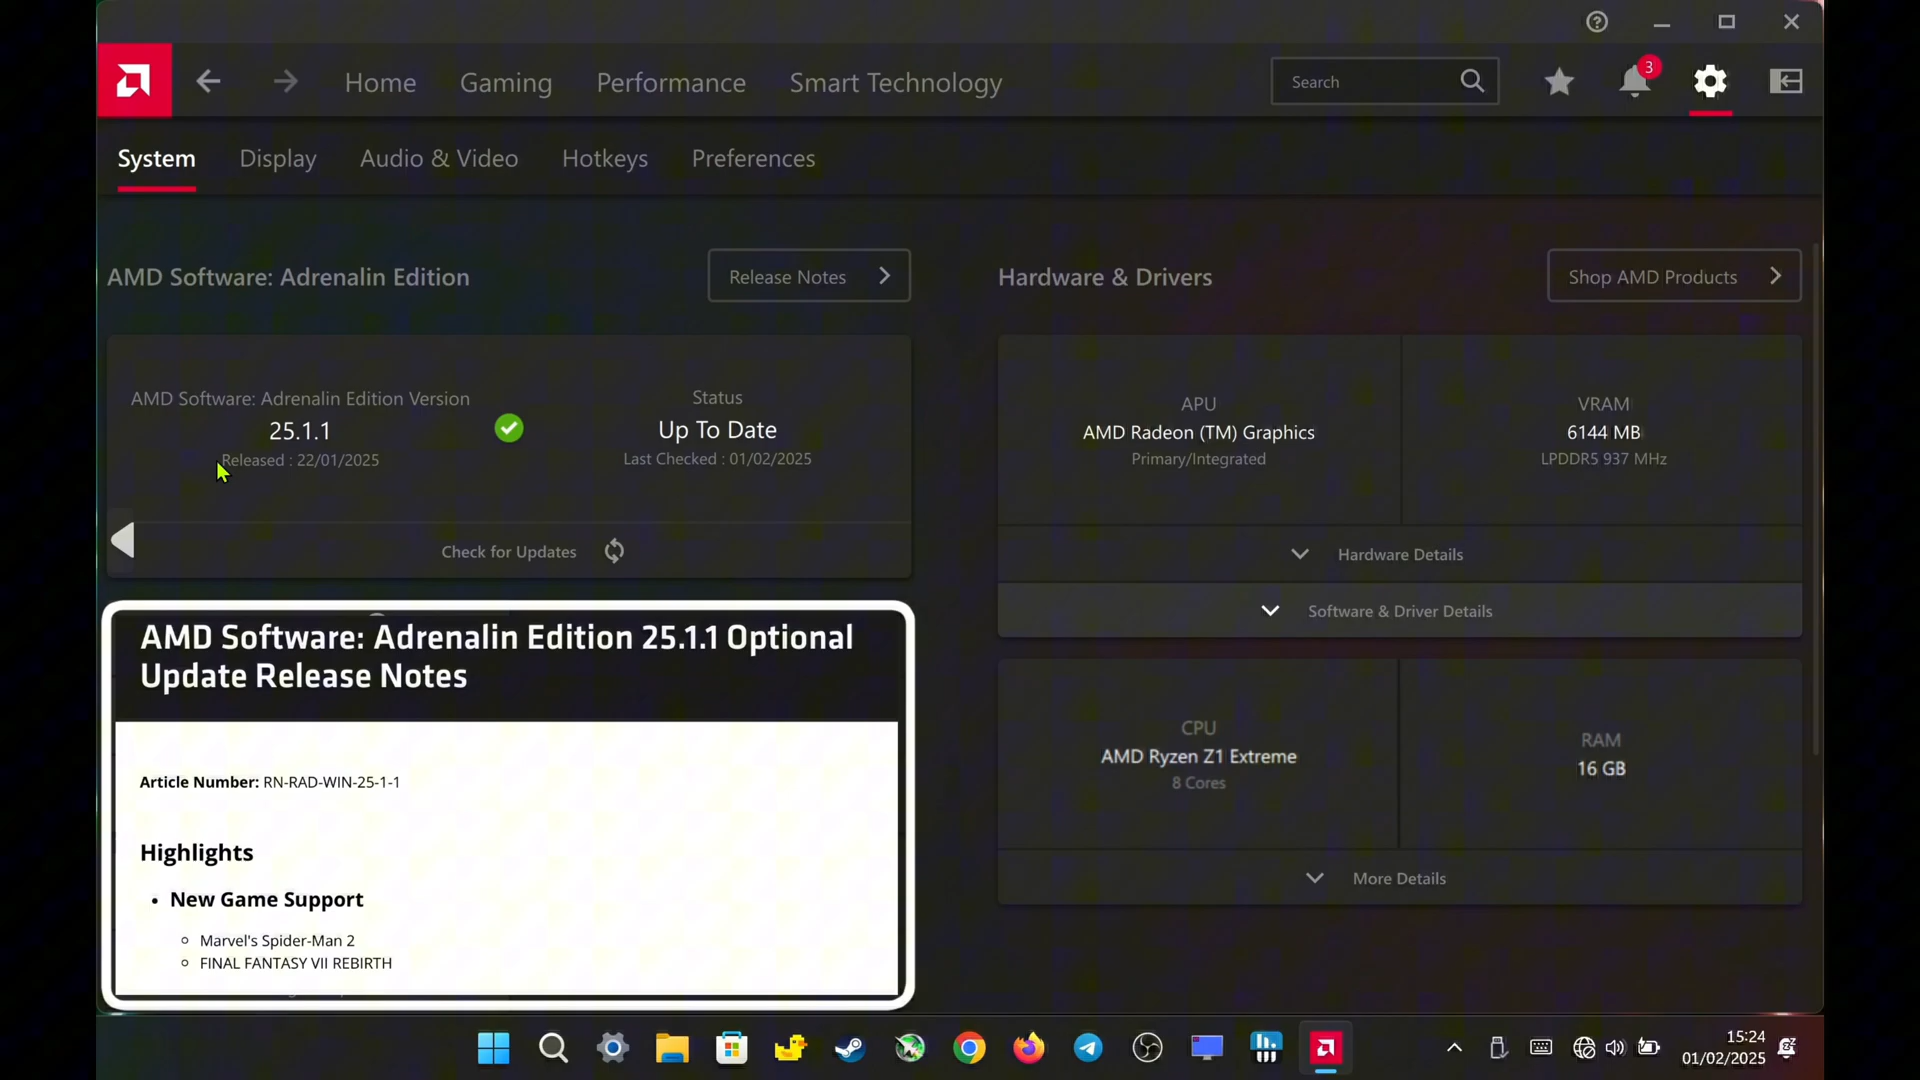 3
Home
Gaming
Performance
Smart Technology
Search
System
Display
Audio & Video
Hotkeys
Preferences
AMD Software: Adrenalin Edition
Release Notes
AMD Software: Adrenalin Edition Version
25.1.1
Released : 22/01/2025
Status
Up To Date
Last Checked : 01/02/2025
Check for Updates
AMD Software: Adrenalin Edition 25.1.1 Optional
Update Release Notes
Article Number: RN-RAD-WIN-25-1-1
Highlights
New Game Support
Marvel's Spider-Man 2
FINAL FANTASY VII REBIRTH
Hardware & Drivers
Shop AMD Products
APU
AMD Radeon (TM) Graphics
Primary/Integrated
VRAM
6144 MB
LPDDR5 937 MHz
Hardware Details
Software & Driver Details
CPU
AMD Ryzen Z1 Extreme
8 Cores
RAM
16 GB
More Details
15:24
01/02/2025